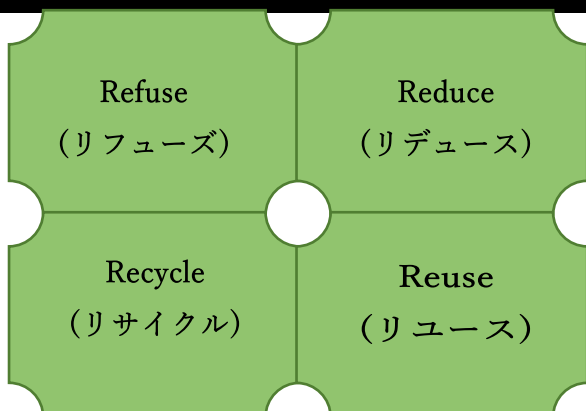 Refuse
(リフューズ)
Reduce
(リデュース)
Recycle
(リサイクル)
Reuse
(リユース)